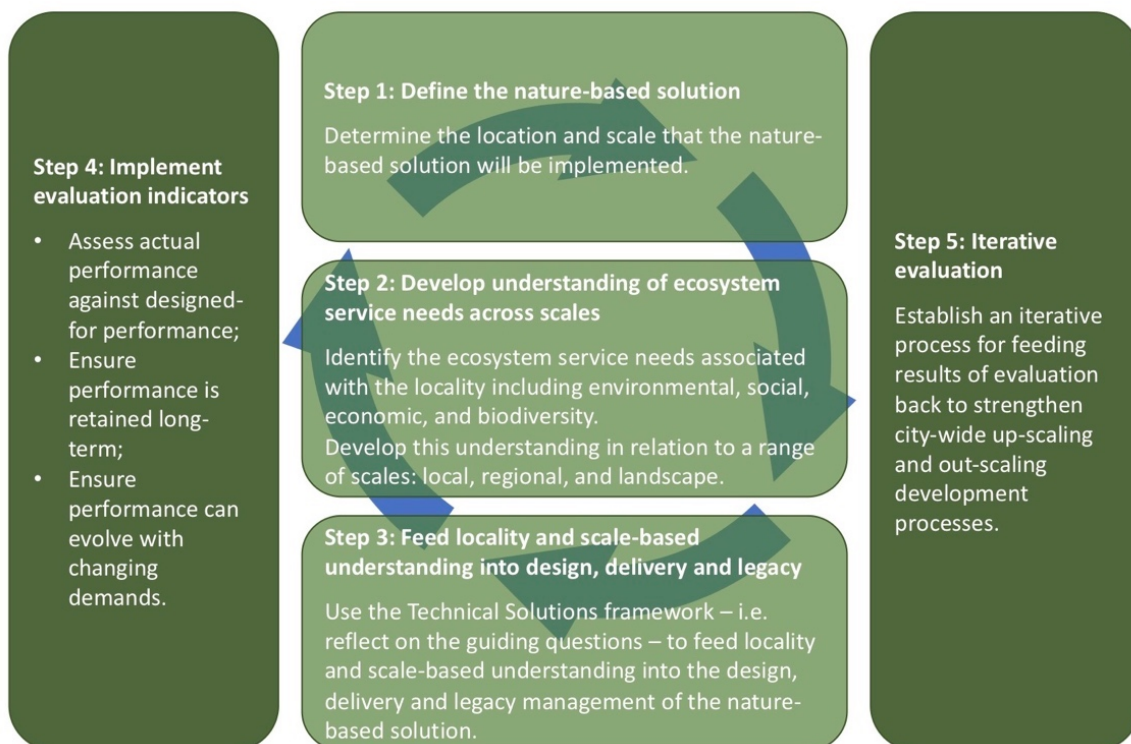 Step 1: Define the nature-based solution
Determine the location and scale that the nature-
based solution will be implemented.
Step 2: Develop understanding of ecosystem
service needs across scales
Identify the ecosystem service needs associated
with the locality including environmental, social,
economic, and biodiversity.
Develop this understanding in relation to a range
of scales: local, regional, and landscape.
Step 3: Feed locality and scale-based
understanding into design, delivery and legacy
Use the Technical Solutions framework – i.e.
reflect on the guiding questions – to feed locality
and scale-based understanding into the design,
delivery and legacy management of the nature-
based solution.
Step 4: Implement
evaluation indicators
• Assess actual
performance
against designed-
for performance;
• Ensure
performance is
retained long-
term;
• Ensure
performance can
evolve with
changing
demands.
Step 5: Iterative
evaluation
Establish an iterative
process for feeding
results of evaluation
back to strengthen
city-wide up-scaling
and out-scaling
development
processes.